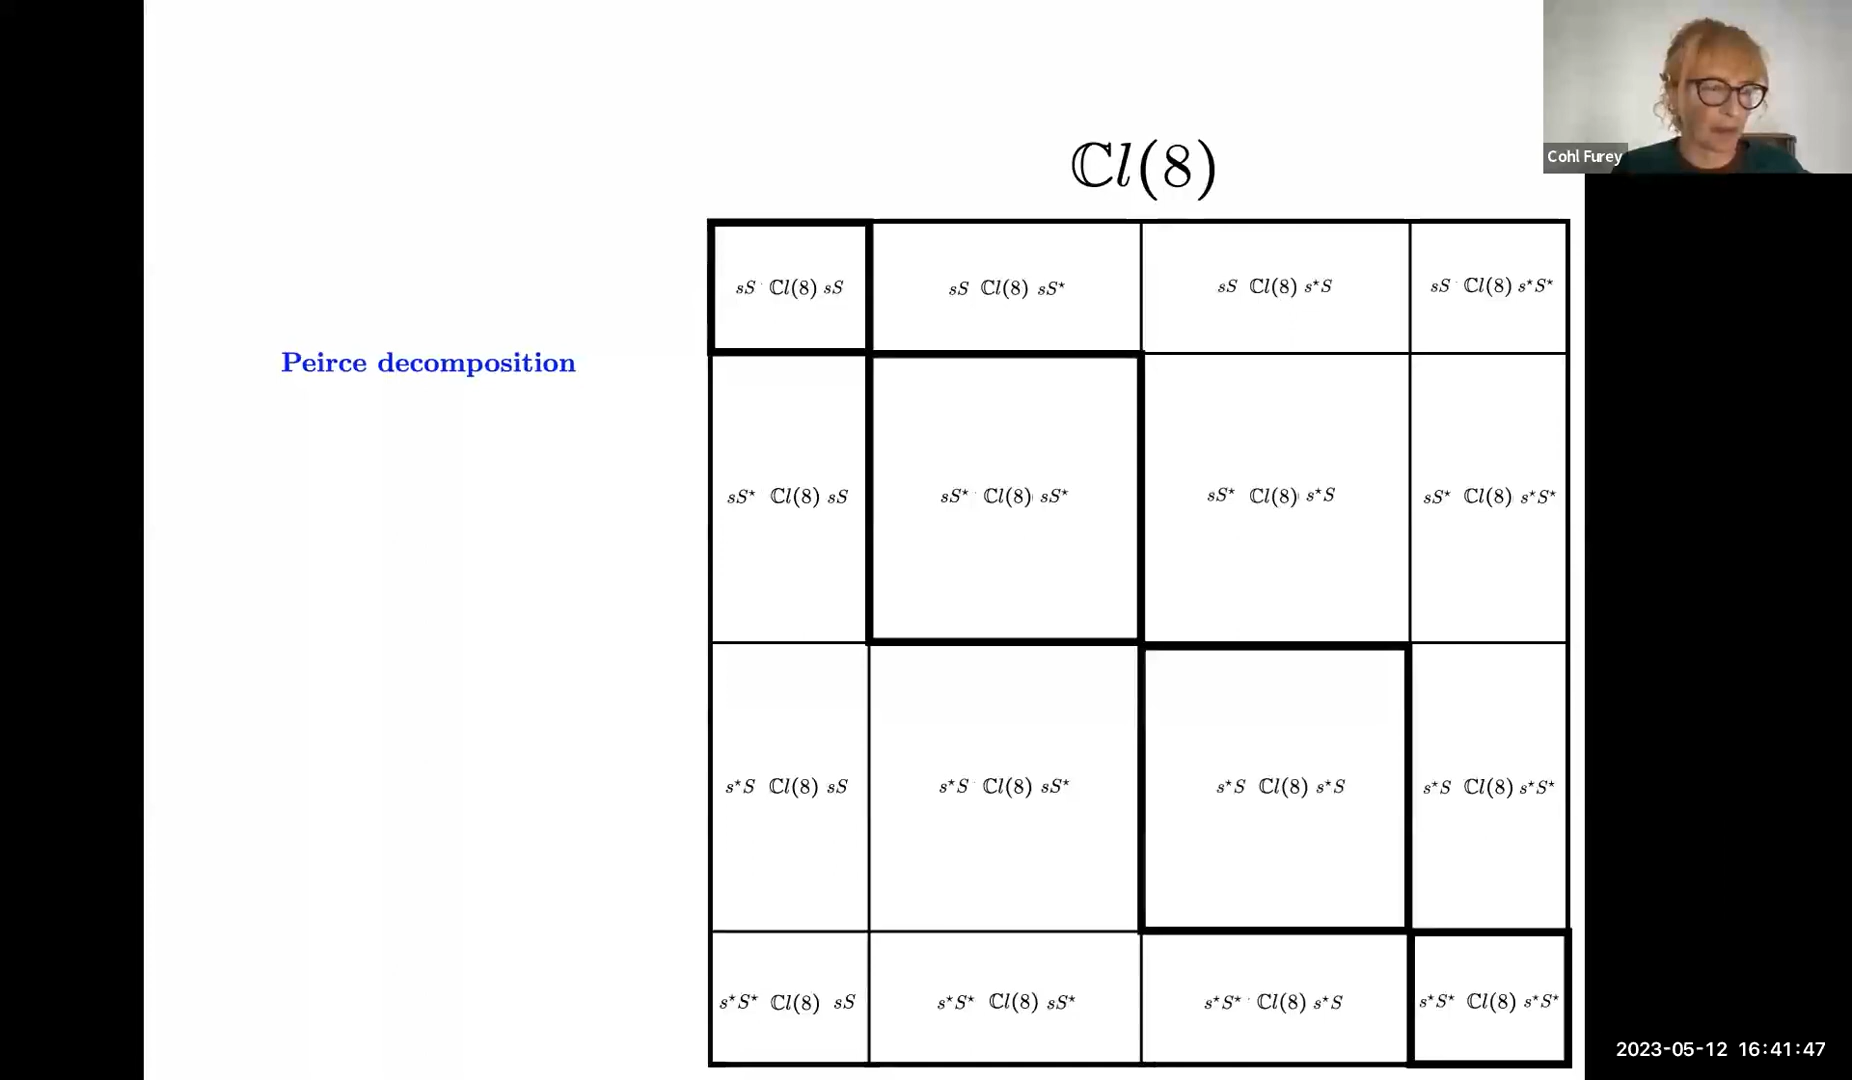 Cohl Furey
ℂl(8)
sS ℂl(8) sS
sS ℂl(8) sS⋆
sS ℂl(8) s⋆S
sS ℂl(8) s⋆S⋆
Peirce decomposition
sS⋆ ℂl(8) sS
sS⋆ ℂl(8) sS⋆
sS⋆ ℂl(8) s⋆S
sS⋆ ℂl(8) s⋆S⋆
s⋆S ℂl(8) sS
s⋆S ℂl(8) sS⋆
s⋆S ℂl(8) s⋆S
s⋆S ℂl(8) s⋆S⋆
s⋆S⋆ ℂl(8) sS
s⋆S⋆ ℂl(8) sS⋆
s⋆S⋆ ℂl(8) s⋆S
s⋆S⋆ ℂl(8) s⋆S⋆
2023-05-12 16:41:47